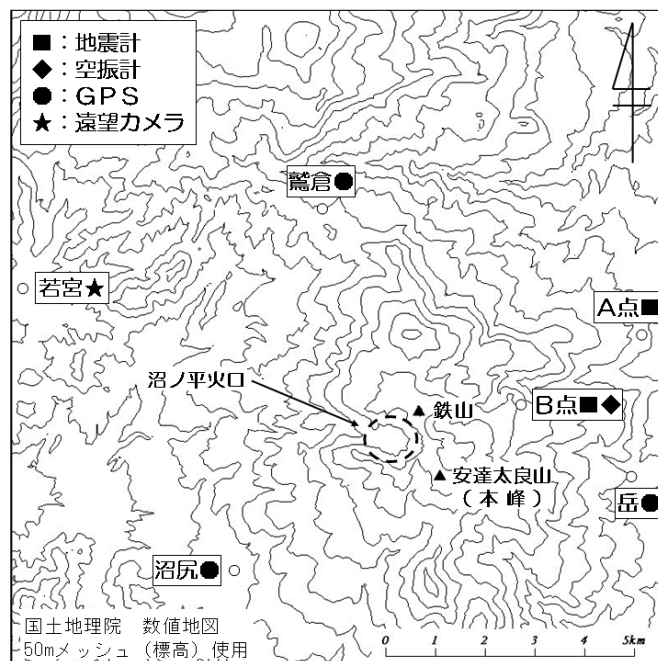 ■：地震計
◆：空振計
●：GPS
★：遠望カメラ
鷲倉●
若宮★
A点■
沼ノ平火口
鉄山
B点■◆
安達太良山
（本峰）
岳●
沼尻●
国土地理院　数値地図
50mメッシュ（標高）使用
0 1 2 3 4 5km